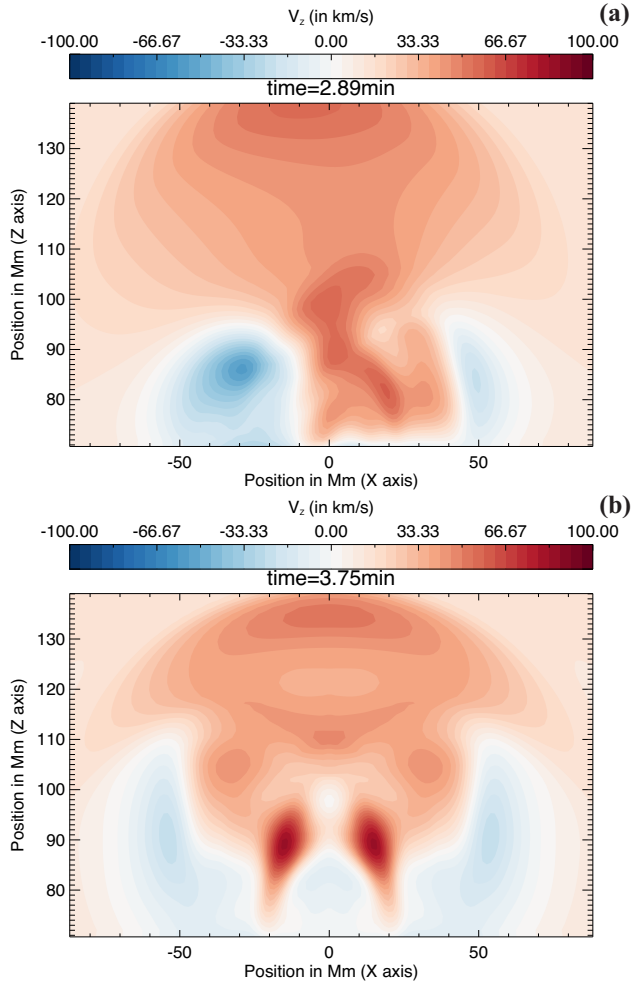 (a)
V_z (in km/s)
-100.00 -66.67 -33.33 0.00 33.33 66.67 100.00
time=2.89min
130
120
110
100
90
80
Position in Mm (Z axis)
-50 0 50
Position in Mm (X axis)
(b)
V_z (in km/s)
-100.00 -66.67 -33.33 0.00 33.33 66.67 100.00
time=3.75min
130
120
110
100
90
80
Position in Mm (Z axis)
-50 0 50
Position in Mm (X axis)